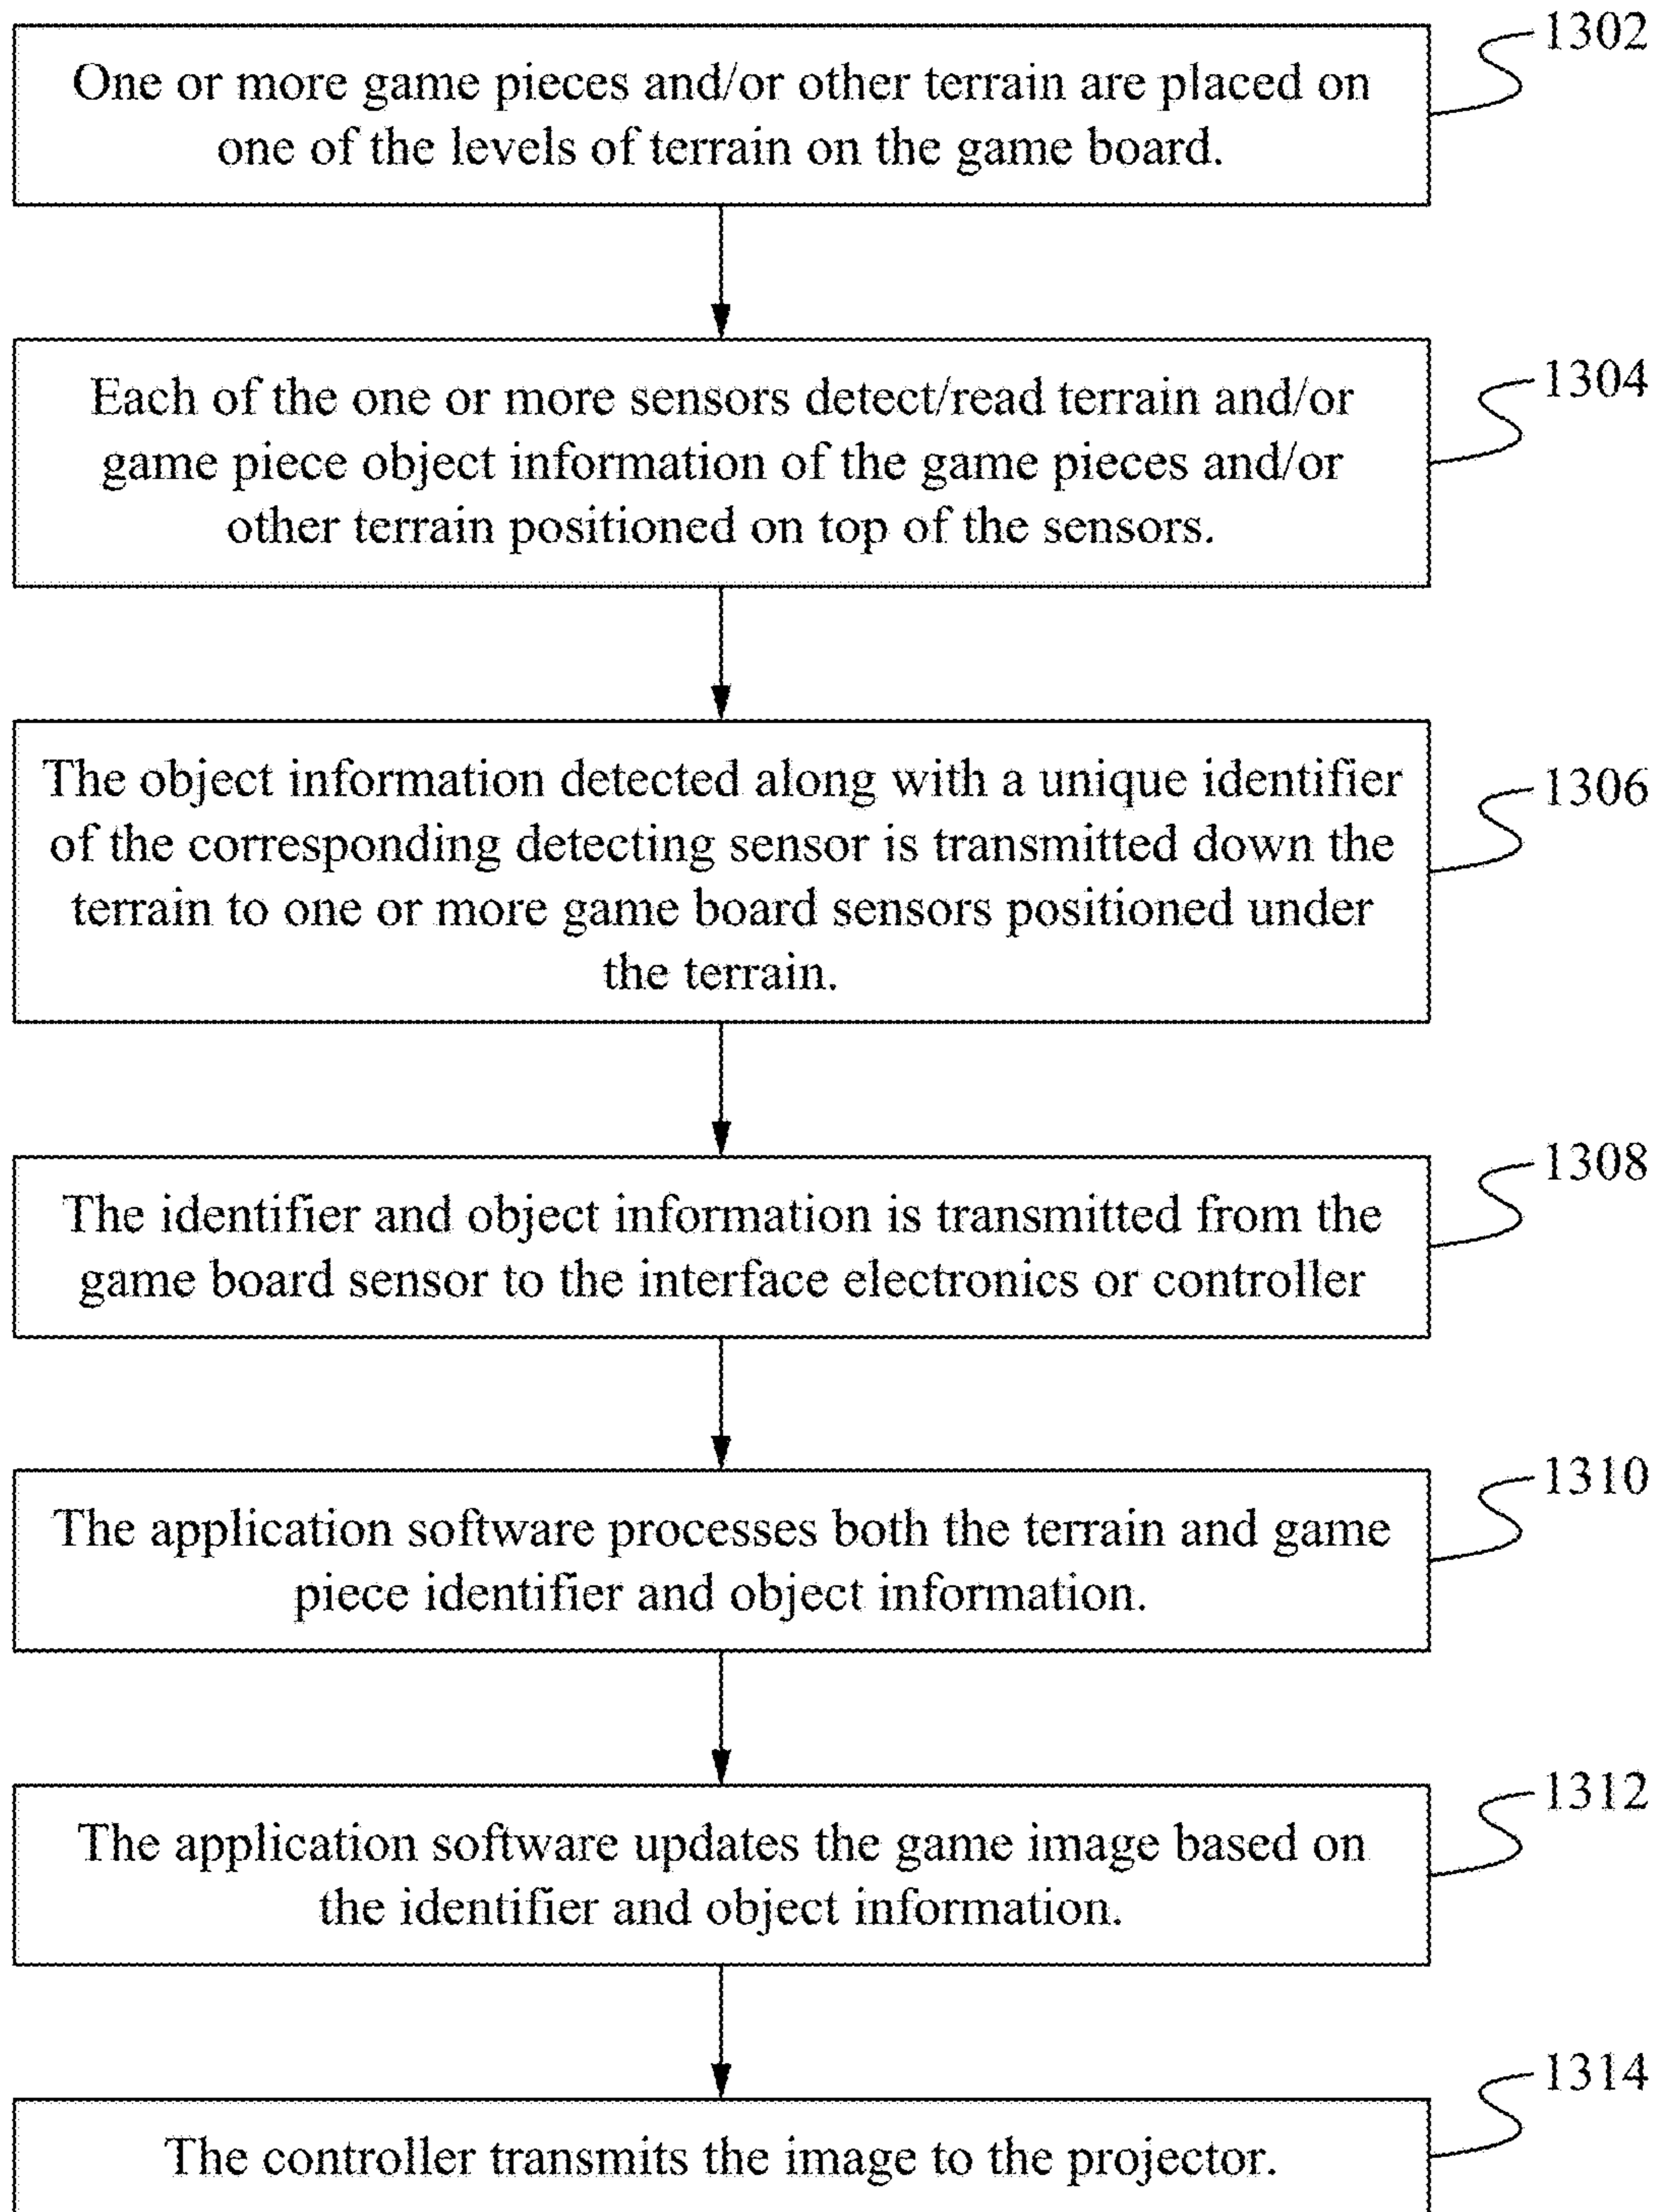 1302
One or more game pieces and/or other terrain are placed on
one of the levels of terrain on the game board.
1304
Each of the one or more sensors detect/read terrain and/or
game piece object information of the game pieces and/or
other terrain positioned on top of the sensors.
1306
The object information detected along with a unique identifier
of the corresponding detecting sensor is transmitted down the
terrain to one or more game board sensors positioned under
the terrain.
1308
The identifier and object information is transmitted from the
game board sensor to the interface electronics or controller
1310
The application software processes both the terrain and game
piece identifier and object information.
1312
The application software updates the game image based on
the identifier and object information.
1314
The controller transmits the image to the projector.